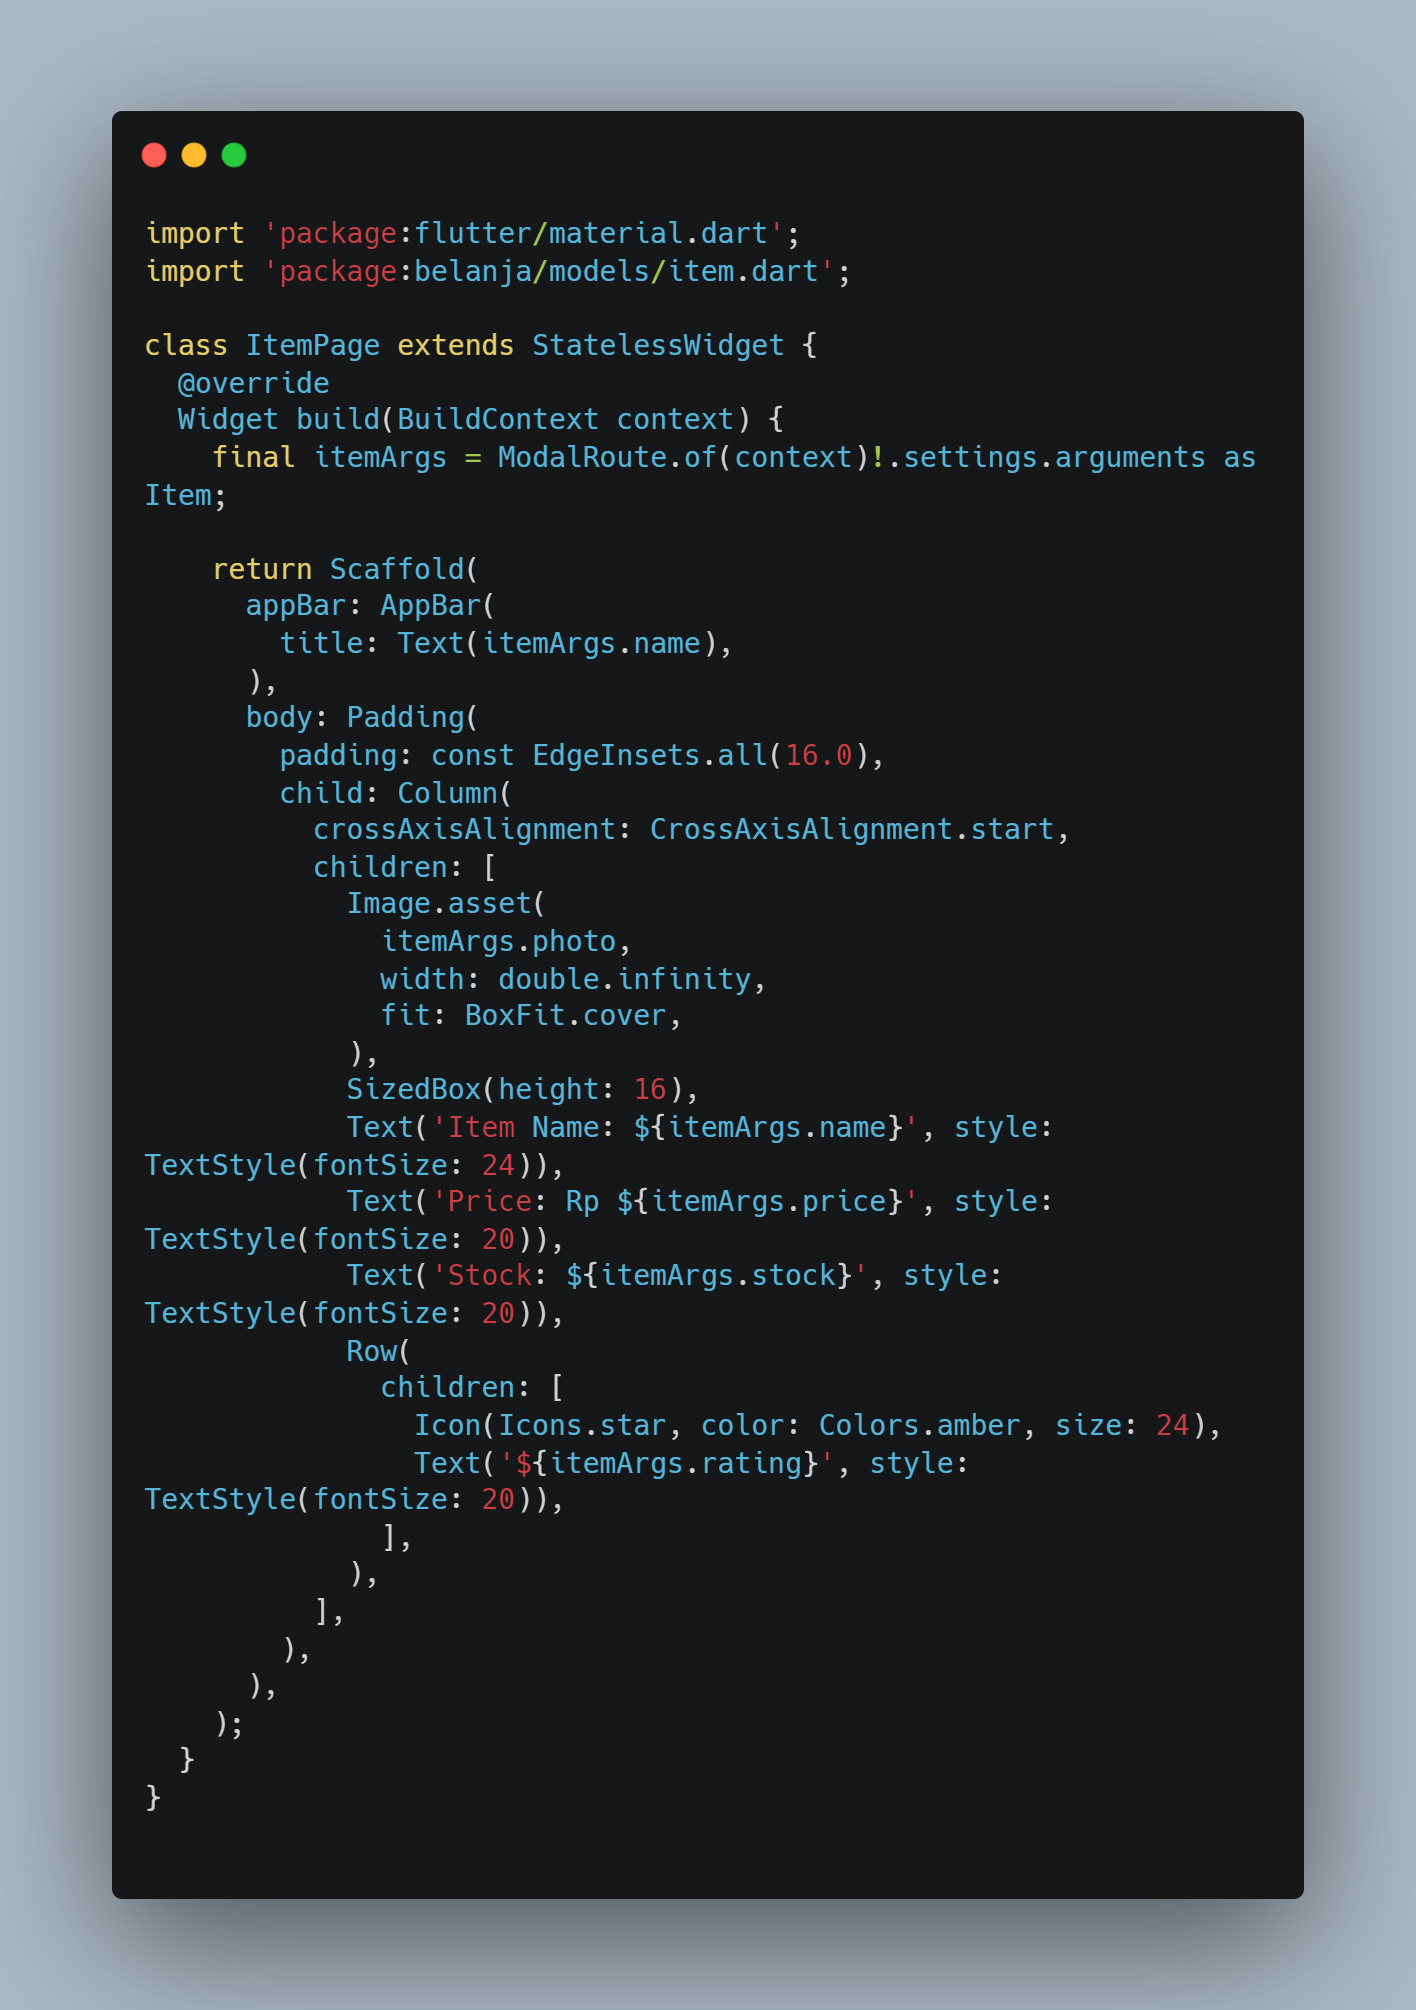 import 'package:flutter/material.dart';
import 'package:belanja/models/item.dart';

class ItemPage extends StatelessWidget {
  @override
  Widget build(BuildContext context) {
    final itemArgs = ModalRoute.of(context)!.settings.arguments as
Item;

    return Scaffold(
      appBar: AppBar(
        title: Text(itemArgs.name),
      ),
      body: Padding(
        padding: const EdgeInsets.all(16.0),
        child: Column(
          crossAxisAlignment: CrossAxisAlignment.start,
          children: [
            Image.asset(
              itemArgs.photo,
              width: double.infinity,
              fit: BoxFit.cover,
            ),
            SizedBox(height: 16),
            Text('Item Name: ${itemArgs.name}', style:
TextStyle(fontSize: 24)),
            Text('Price: Rp ${itemArgs.price}', style:
TextStyle(fontSize: 20)),
            Text('Stock: ${itemArgs.stock}', style:
TextStyle(fontSize: 20)),
            Row(
              children: [
                Icon(Icons.star, color: Colors.amber, size: 24),
                Text('${itemArgs.rating}', style:
TextStyle(fontSize: 20)),
              ],
            ),
          ],
        ),
      ),
    );
  }
}